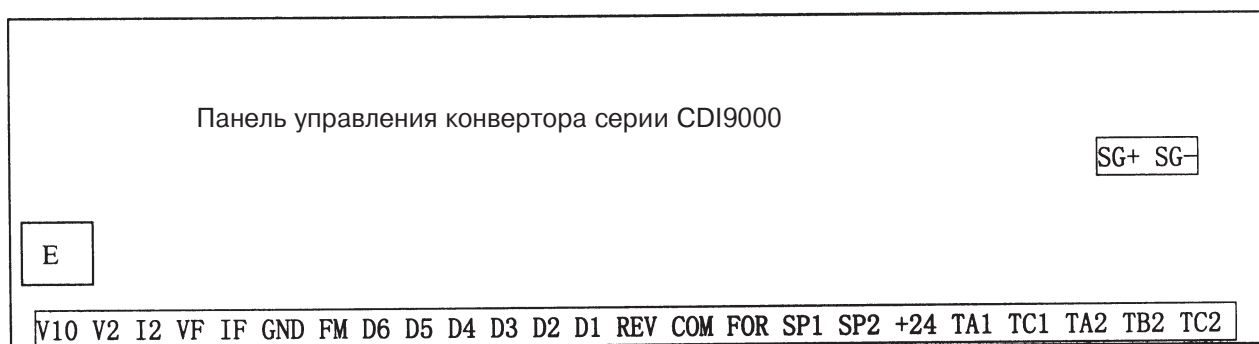 Панель управления конвертора серии CDI9000
SG+ SG-
E
V10 V2 I2 VF IF GND FM D6 D5 D4 D3 D2 D1 REV COM FOR SP1 SP2 +24 TA1 TC1 TA2 TB2 TC2